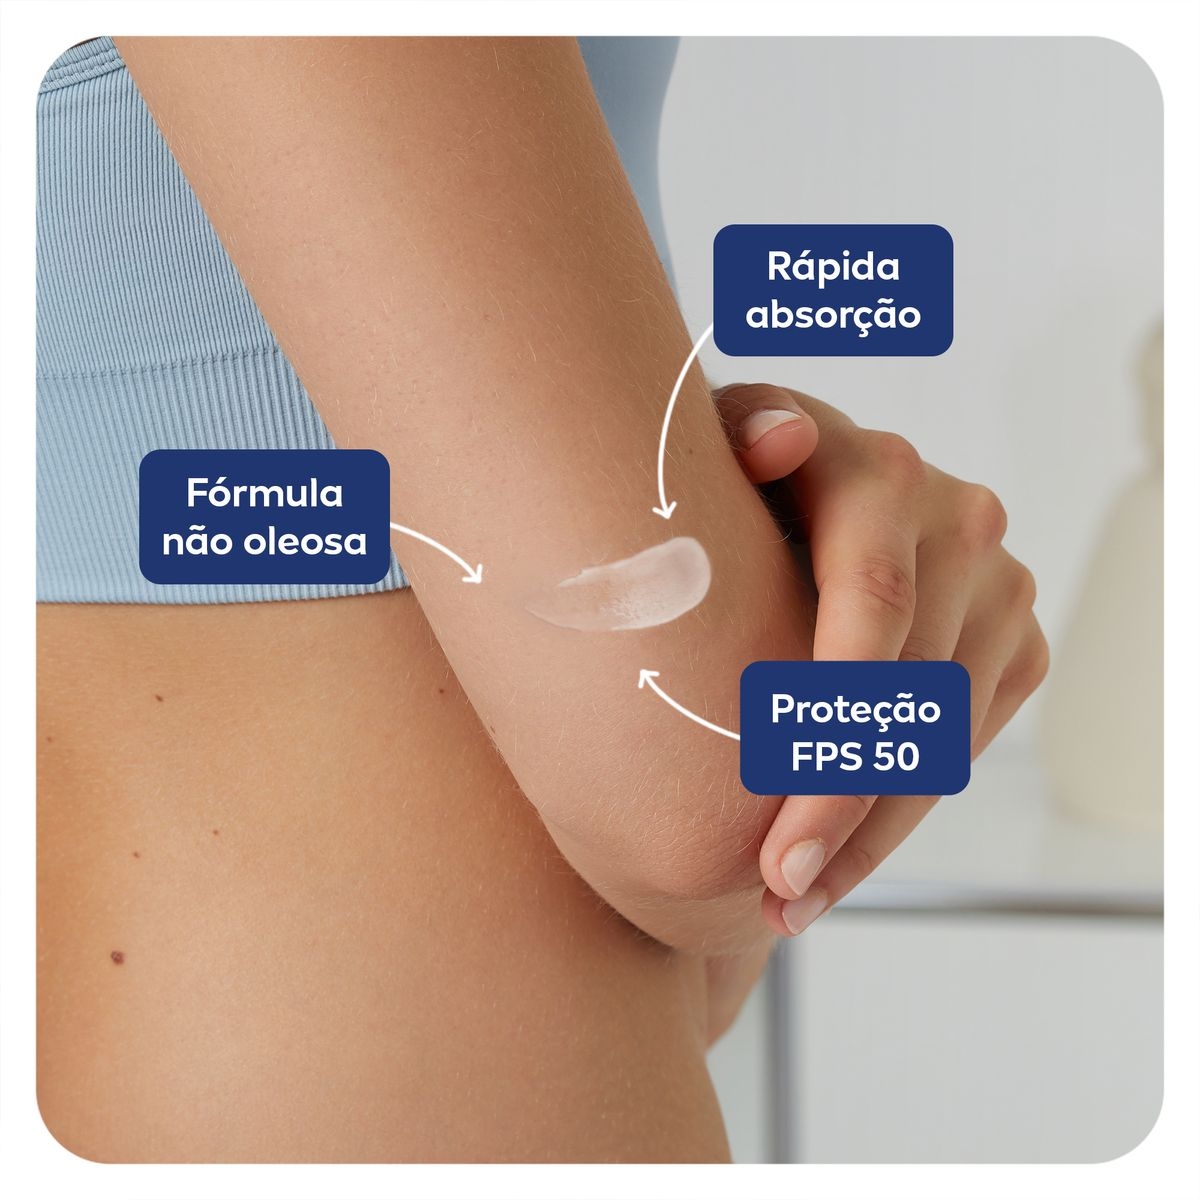 Rápida
absorção
Fórmula
não oleosa
Proteção
FPS 50